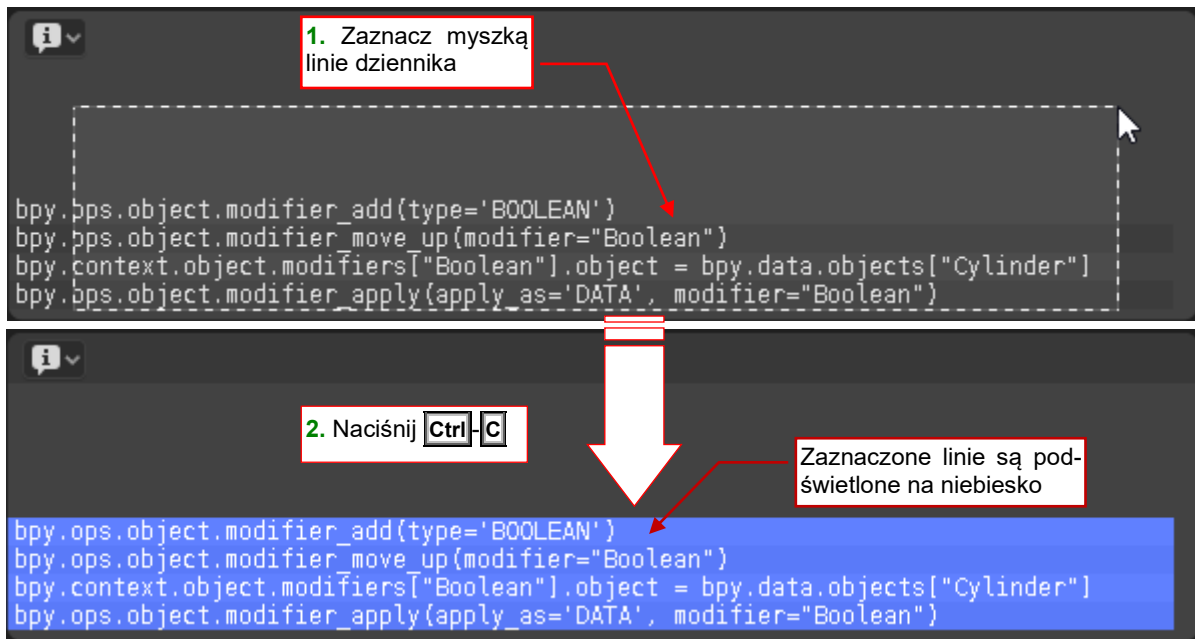 1. Zaznacz myszką
linie dziennika
bpy.ops.object.modifier_add(type='BOOLEAN')
bpy.ops.object.modifier_move_up(modifier="Boolean")
bpy.context.object.modifiers["Boolean"].object = bpy.data.objects["Cylinder"]
bpy.ops.object.modifier_apply(apply_as='DATA', modifier="Boolean")
2. Naciśnij Ctrl-C
Zaznaczone linie są pod-
świetlone na niebiesko
bpy.ops.object.modifier_add(type='BOOLEAN')
bpy.ops.object.modifier_move_up(modifier="Boolean")
bpy.context.object.modifiers["Boolean"].object = bpy.data.objects["Cylinder"]
bpy.ops.object.modifier_apply(apply_as='DATA', modifier="Boolean")